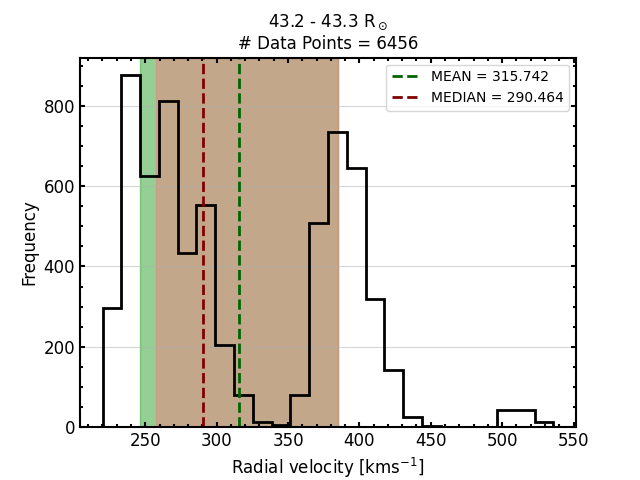 43.2 - 43.3 R⊙
# Data Points = 6456
MEAN = 315.742
MEDIAN = 290.464
Frequency
800
600
400
200
0
250 300 350 400 450 500 550
Radial velocity [kms⁻¹]